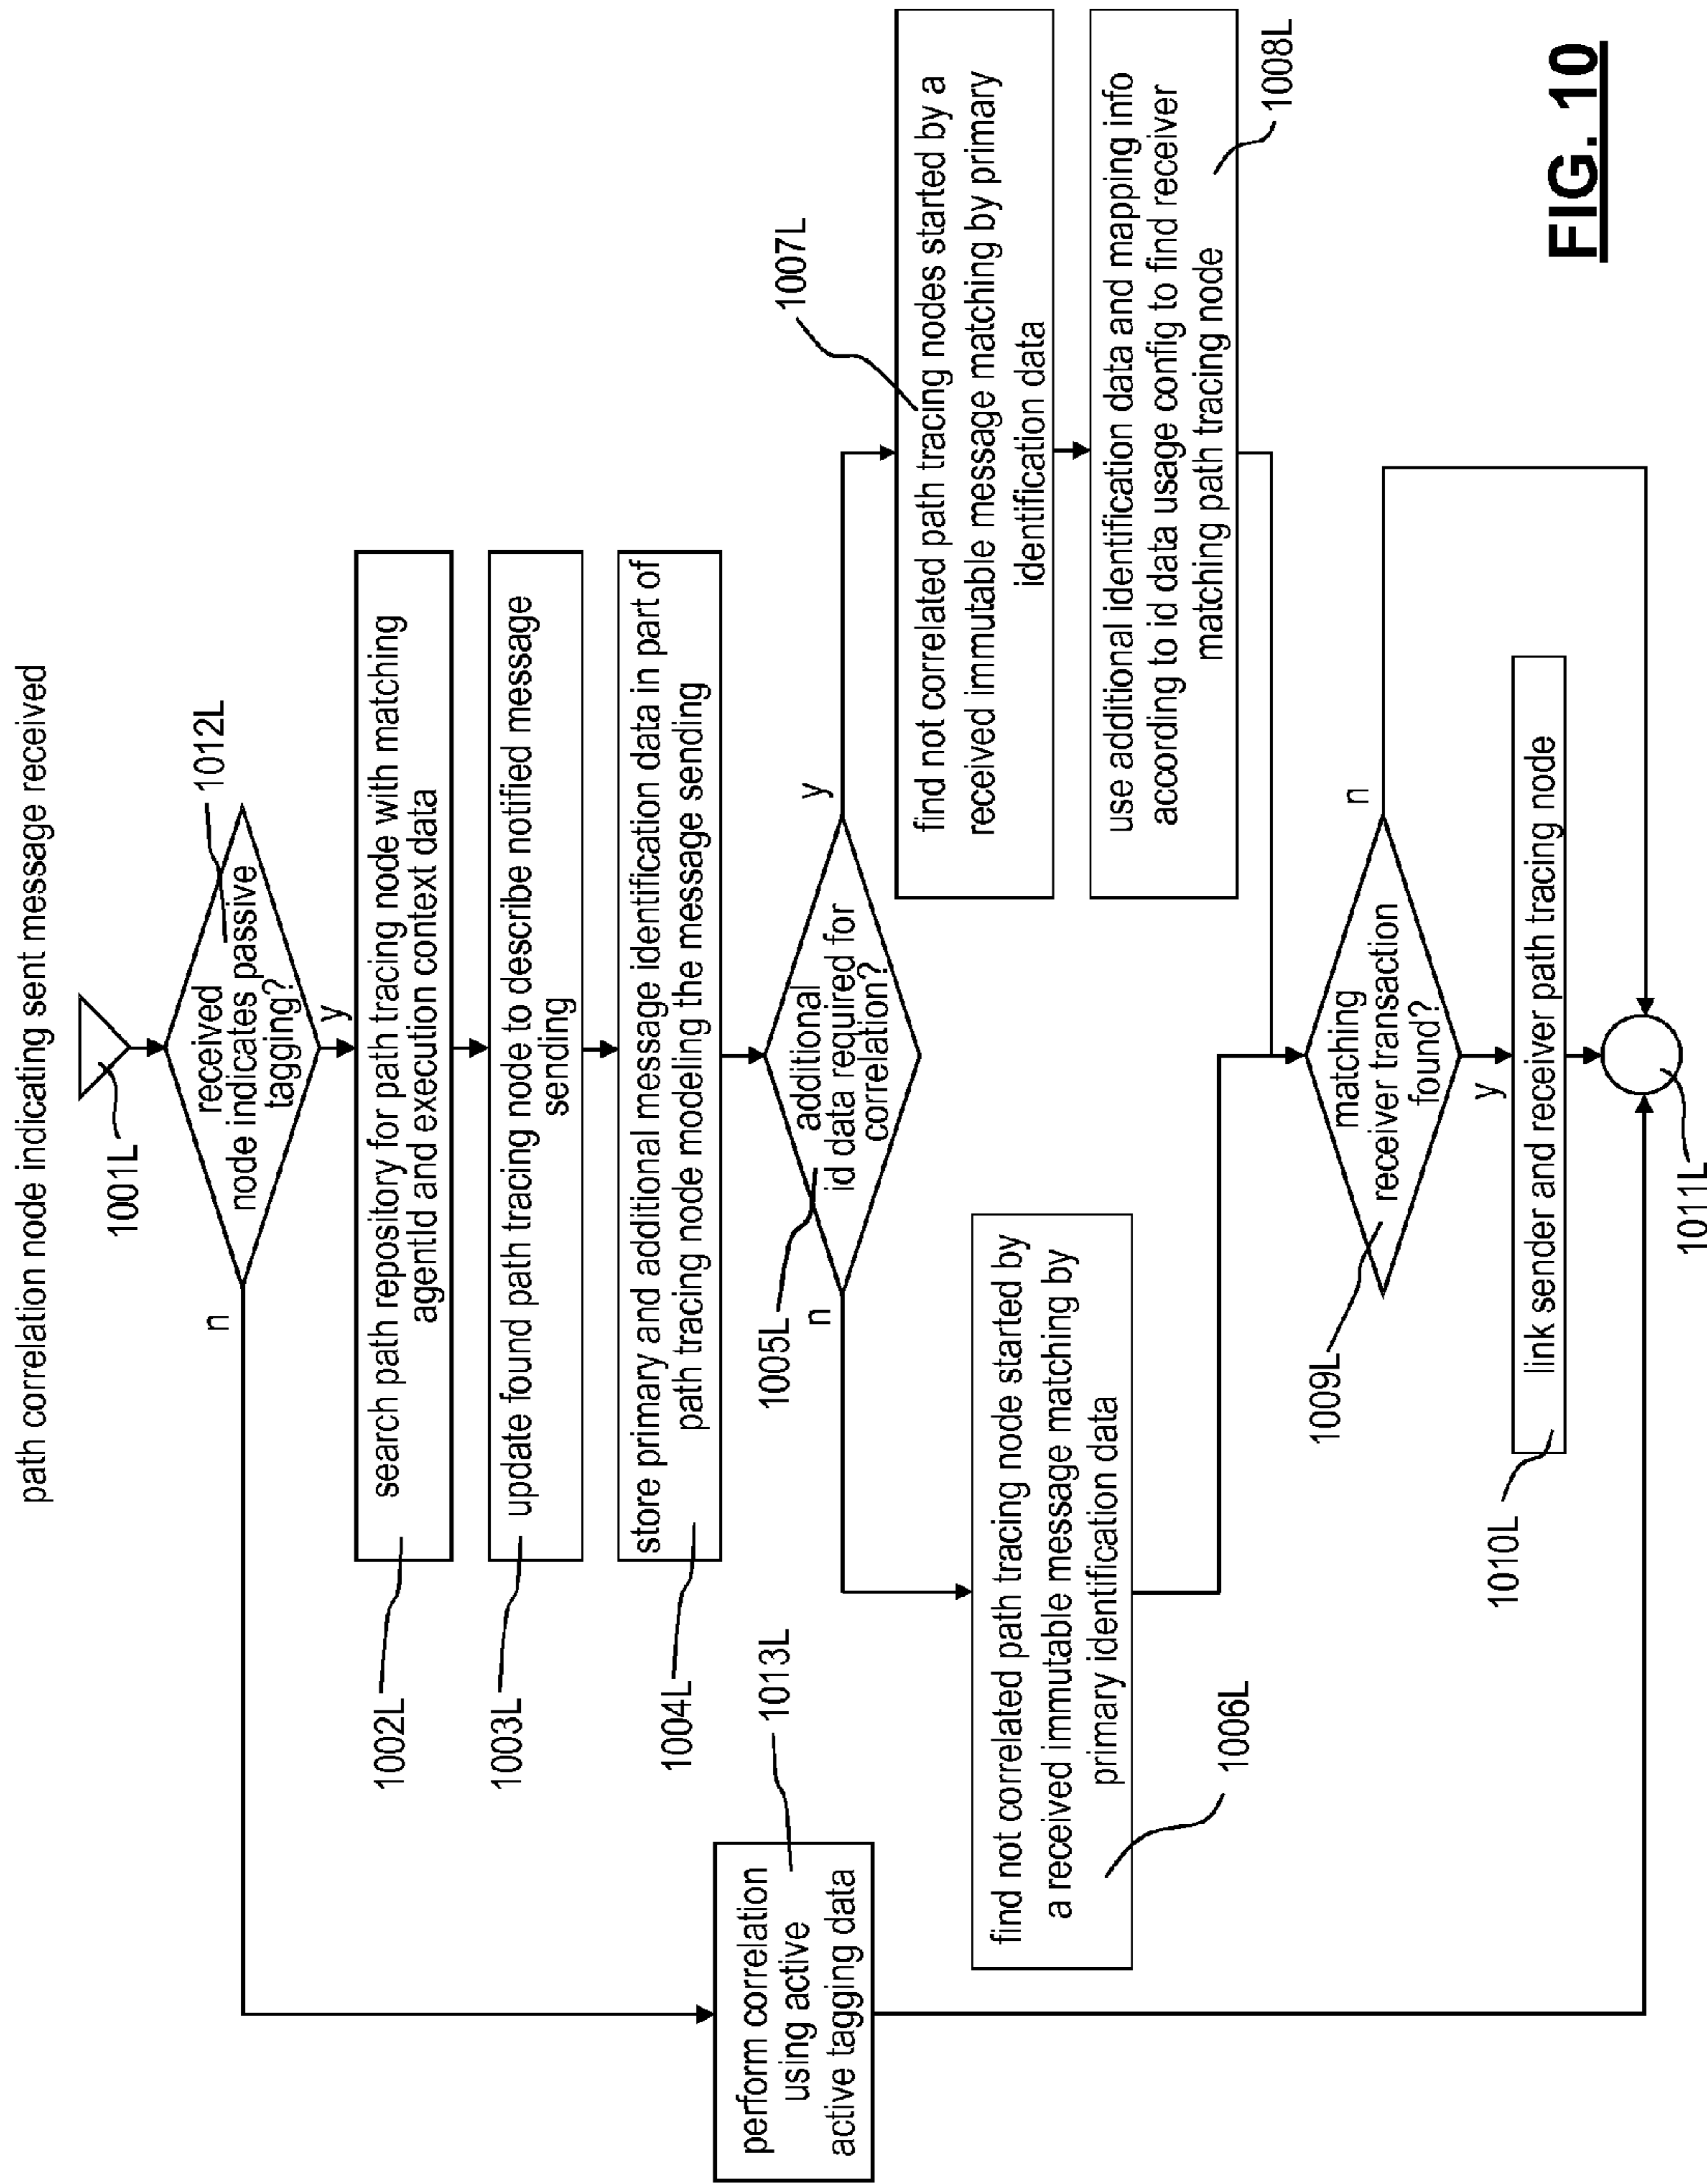 path correlation node indicating sent message received
1001L
received
node indicates passive
tagging?
1012L
n
y
search path repository for path tracing node with matching
agentId and execution context data
1002L
update found path tracing node to describe notified message
sending
1003L
store primary and additional message identification data in part of
path tracing node modeling the message sending
1004L
perform correlation
using active
active tagging data
1013L
additional
id data required for
correlation?
1005L
n
y
find not correlated path tracing node started by
a received immutable message matching by
primary identification data
1006L
find not correlated path tracing nodes started by a
received immutable message matching by primary
identification data
1007L
use additional identification data and mapping info
according to id data usage config to find receiver
matching path tracing node
1008L
matching
receiver transaction
found?
1009L
n
y
link sender and receiver path tracing node
1010L
1011L
FIG. 10